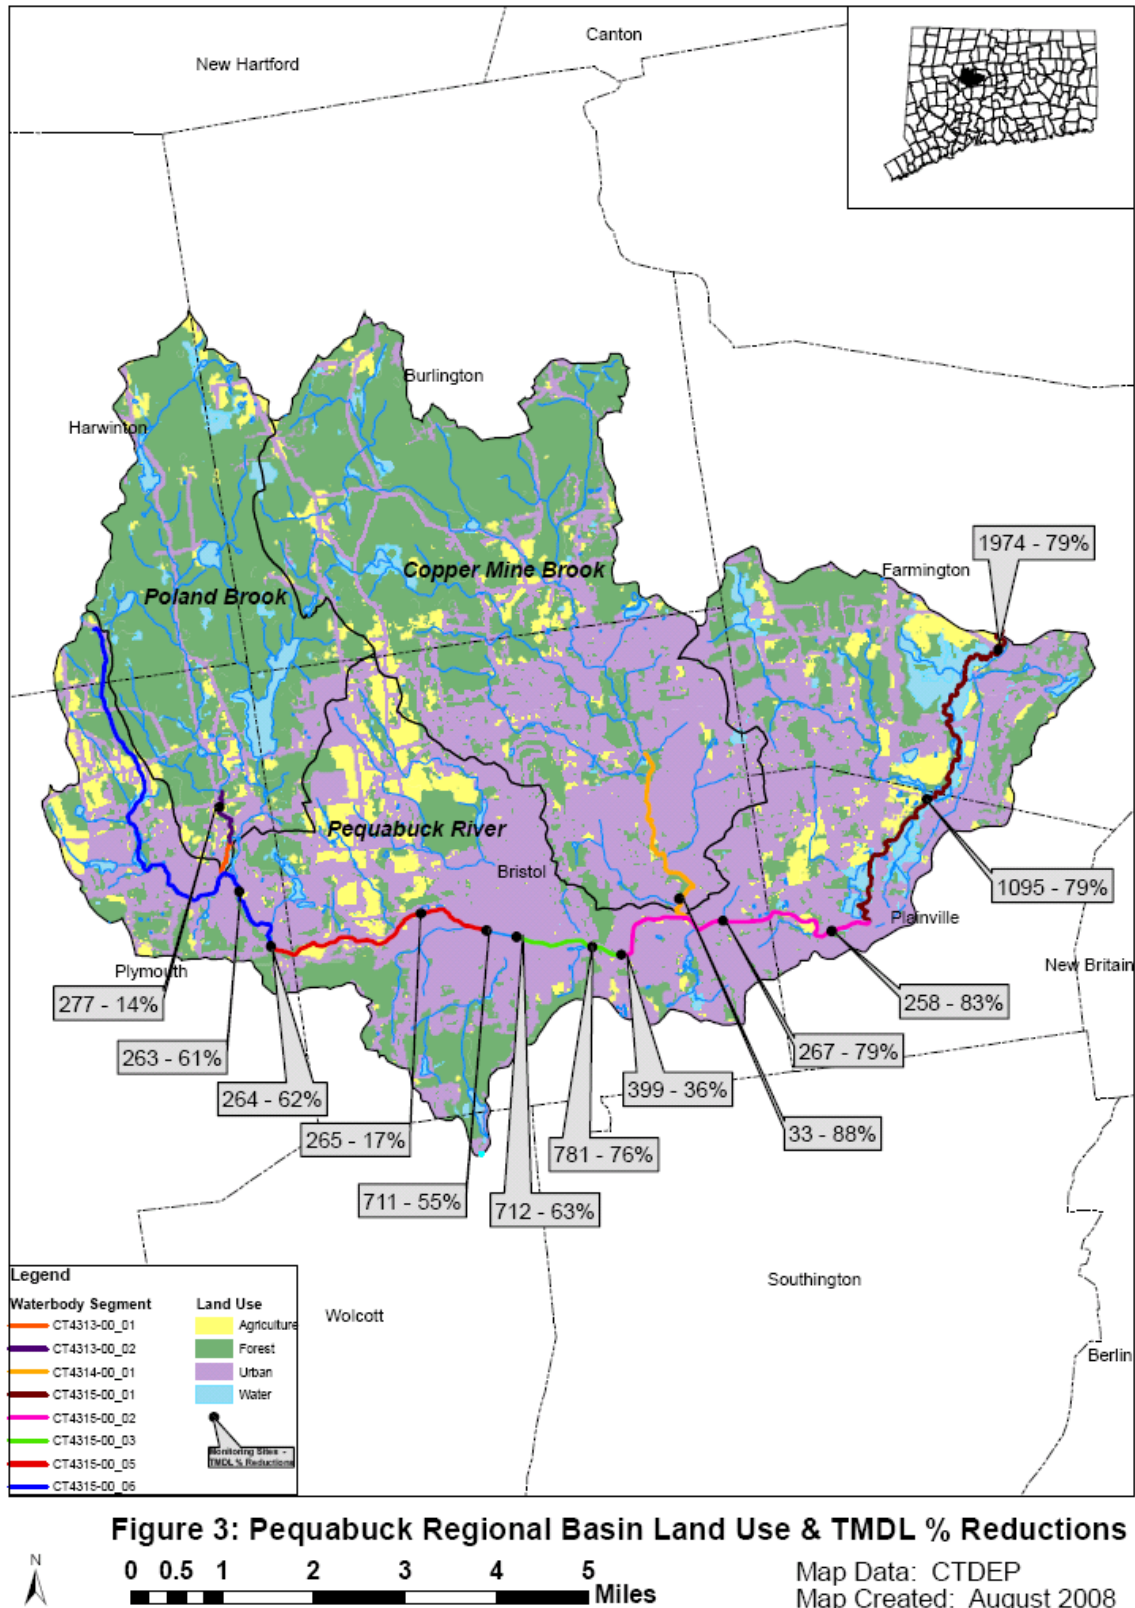 Canton
New Hartford
Burlington
Harwinton
1974 - 79%
Farmington
Copper Mine Brook
Poland Brook
Pequabuck River
Bristol
1095 - 79%
Plainville
New Britain
Plymouth
277 - 14%
258 - 83%
263 - 61%
267 - 79%
264 - 62%
399 - 36%
265 - 17%
33 - 88%
781 - 76%
711 - 55%
712 - 63%
Southington
Wolcott
Berlin
Legend
Waterbody Segment
CT4313-00_01
CT4313-00_02
CT4314-00_01
CT4315-00_01
CT4315-00_02
CT4315-00_03
CT4315-00_05
CT4315-00_06
Land Use
Agriculture
Forest
Urban
Water
Monitoring Sites -
TMDL % Reductions
Figure 3: Pequabuck Regional Basin Land Use & TMDL % Reductions
N
0 0.5 1 2 3 4 5
Miles
Map Data: CTDEP
Map Created: August 2008